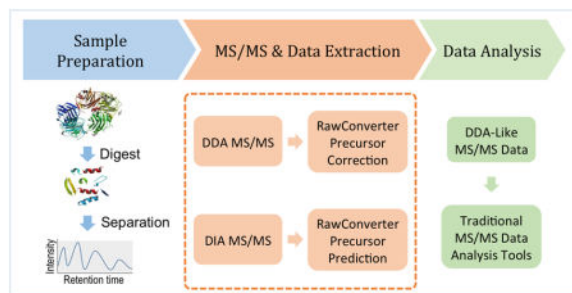 Sample
Preparation
MS/MS & Data Extraction
Data Analysis
Digest
Separation
Intensity
Retention time
DDA MS/MS
RawConverter
Precursor
Correction
DIA MS/MS
RawConverter
Precursor
Prediction
DDA-Like
MS/MS Data
Traditional
MS/MS Data
Analysis Tools